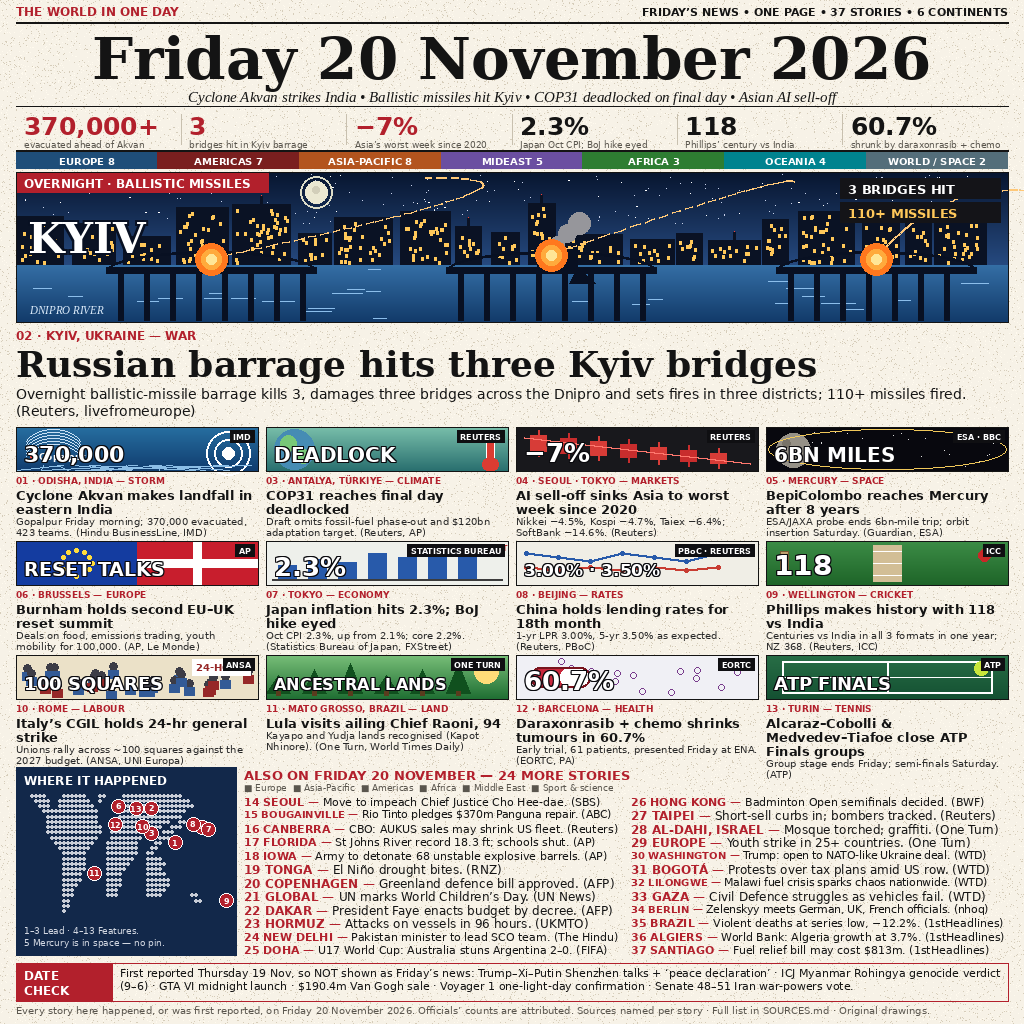 THE WORLD IN ONE DAY
FRIDAY’S NEWS • ONE PAGE • 37 STORIES • 6 CONTINENTS
Friday 20 November 2026
Cyclone Akvan strikes India • Ballistic missiles hit Kyiv • COP31 deadlocked on final day • Asian AI sell-off
370,000+
evacuated ahead of Akvan
3
bridges hit in Kyiv barrage
−7%
Asia’s worst week since 2020
2.3%
Japan Oct CPI; BoJ hike eyed
118
Phillips’ century vs India
60.7%
shrunk by daraxonrasib + chemo
EUROPE 8
AMERICAS 7
ASIA-PACIFIC 8
MIDEAST 5
AFRICA 3
OCEANIA 4
WORLD / SPACE 2
OVERNIGHT · BALLISTIC MISSILES
3 BRIDGES HIT
110+ MISSILES
KYIV
DNIPRO RIVER
02 · KYIV, UKRAINE — WAR
Russian barrage hits three Kyiv bridges
Overnight ballistic-missile barrage kills 3, damages three bridges across the Dnipro and sets fires in three districts; 110+ missiles fired.
(Reuters, livefromeurope)
370,000
IMD
01 · ODISHA, INDIA — STORM
Cyclone Akvan makes landfall in
eastern India
Gopalpur Friday morning; 370,000 evacuated,
423 teams. (Hindu BusinessLine, IMD)
DEADLOCK
REUTERS
03 · ANTALYA, TÜRKIYE — CLIMATE
COP31 reaches final day
deadlocked
Draft omits fossil-fuel phase-out and $120bn
adaptation target. (Reuters, AP)
−7%
REUTERS
04 · SEOUL · TOKYO — MARKETS
AI sell-off sinks Asia to worst
week since 2020
Nikkei −4.5%, Kospi −4.7%, Taiex −6.4%;
SoftBank −14.6%. (Reuters)
6BN MILES
ESA · BBC
05 · MERCURY — SPACE
BepiColombo reaches Mercury
after 8 years
ESA/JAXA probe ends 6bn-mile trip; orbit
insertion Saturday. (Guardian, ESA)
RESET TALKS
AP
06 · BRUSSELS — EUROPE
Burnham holds second EU–UK
reset summit
Deals on food, emissions trading, youth
mobility for 100,000. (AP, Le Monde)
2.3%
STATISTICS BUREAU
07 · TOKYO — ECONOMY
Japan inflation hits 2.3%; BoJ
hike eyed
Oct CPI 2.3%, up from 2.1%; core 2.2%.
(Statistics Bureau of Japan, FXStreet)
3.00% · 3.50%
PBoC · REUTERS
08 · BEIJING — RATES
China holds lending rates for
18th month
1-yr LPR 3.00%, 5-yr 3.50% as expected.
(Reuters, PBoC)
118
ICC
09 · WELLINGTON — CRICKET
Phillips makes history with 118
vs India
Centuries vs India in all 3 formats in one year;
NZ 368. (Reuters, ICC)
100 SQUARES
24-H
ANSA
10 · ROME — LABOUR
Italy’s CGIL holds 24-hr general
strike
Unions rally across ~100 squares against the
2027 budget. (ANSA, UNI Europa)
ANCESTRAL LANDS
ONE TURN
11 · MATO GROSSO, BRAZIL — LAND
Lula visits ailing Chief Raoni, 94
Kayapo and Yudja lands recognised (Kapot
Nhinore). (One Turn, World Times Daily)
60.7%
EORTC
12 · BARCELONA — HEALTH
Daraxonrasib + chemo shrinks
tumours in 60.7%
Early trial, 61 patients, presented Friday at ENA.
(EORTC, PA)
ATP FINALS
ATP
13 · TURIN — TENNIS
Alcaraz–Cobolli &
Medvedev–Tiafoe close ATP
Finals groups
Group stage ends Friday; semi-finals Saturday.
(ATP)
WHERE IT HAPPENED
6
13
2
12
10
3
8
7
1
11
9
1–3 Lead · 4–13 Features.
5 Mercury is in space — no pin.
ALSO ON FRIDAY 20 NOVEMBER — 24 MORE STORIES
■ Europe ■ Asia-Pacific ■ Americas ■ Africa ■ Middle East ■ Sport & science
14 SEOUL — Move to impeach Chief Justice Cho Hee-dae. (SBS)
15 BOUGAINVILLE — Rio Tinto pledges $370m Panguna repair. (ABC)
16 CANBERRA — CBO: AUKUS sales may shrink US fleet. (Reuters)
17 FLORIDA — St Johns River record 18.3 ft; schools shut. (AP)
18 IOWA — Army to detonate 68 unstable explosive barrels. (AP)
19 TONGA — El Niño drought bites. (RNZ)
20 COPENHAGEN — Greenland defence bill approved. (AFP)
21 GLOBAL — UN marks World Children’s Day. (UN News)
22 DAKAR — President Faye enacts budget by decree. (AFP)
23 HORMUZ — Attacks on vessels in 96 hours. (UKMTO)
24 NEW DELHI — Pakistan minister to lead SCO team. (The Hindu)
25 DOHA — U17 World Cup: Australia stuns Argentina 2–0. (FIFA)
26 HONG KONG — Badminton Open semifinals decided. (BWF)
27 TAIPEI — Short-sell curbs in; bombers tracked. (Reuters)
28 AL-DAHI, ISRAEL — Mosque torched; graffiti. (One Turn)
29 EUROPE — Youth strike in 25+ countries. (One Turn)
30 WASHINGTON — Trump: open to NATO-like Ukraine deal. (WTD)
31 BOGOTÁ — Protests over tax plans amid US row. (WTD)
32 LILONGWE — Malawi fuel crisis sparks chaos nationwide. (WTD)
33 GAZA — Civil Defence struggles as vehicles fail. (WTD)
34 BERLIN — Zelenskyy meets German, UK, French officials. (nhoq)
35 BRAZIL — Violent deaths at series low, −12.2%. (1stHeadlines)
36 ALGIERS — World Bank: Algeria growth at 3.7%. (1stHeadlines)
37 SANTIAGO — Fuel relief bill may cost $813m. (1stHeadlines)
DATE
CHECK
First reported Thursday 19 Nov, so NOT shown as Friday’s news: Trump–Xi–Putin Shenzhen talks + ‘peace declaration’ · ICJ Myanmar Rohingya genocide verdict
(9–6) · GTA VI midnight launch · $190.4m Van Gogh sale · Voyager 1 one-light-day confirmation · Senate 48–51 Iran war-powers vote.
Every story here happened, or was first reported, on Friday 20 November 2026. Officials’ counts are attributed. Sources named per story · Full list in SOURCES.md · Original drawings.